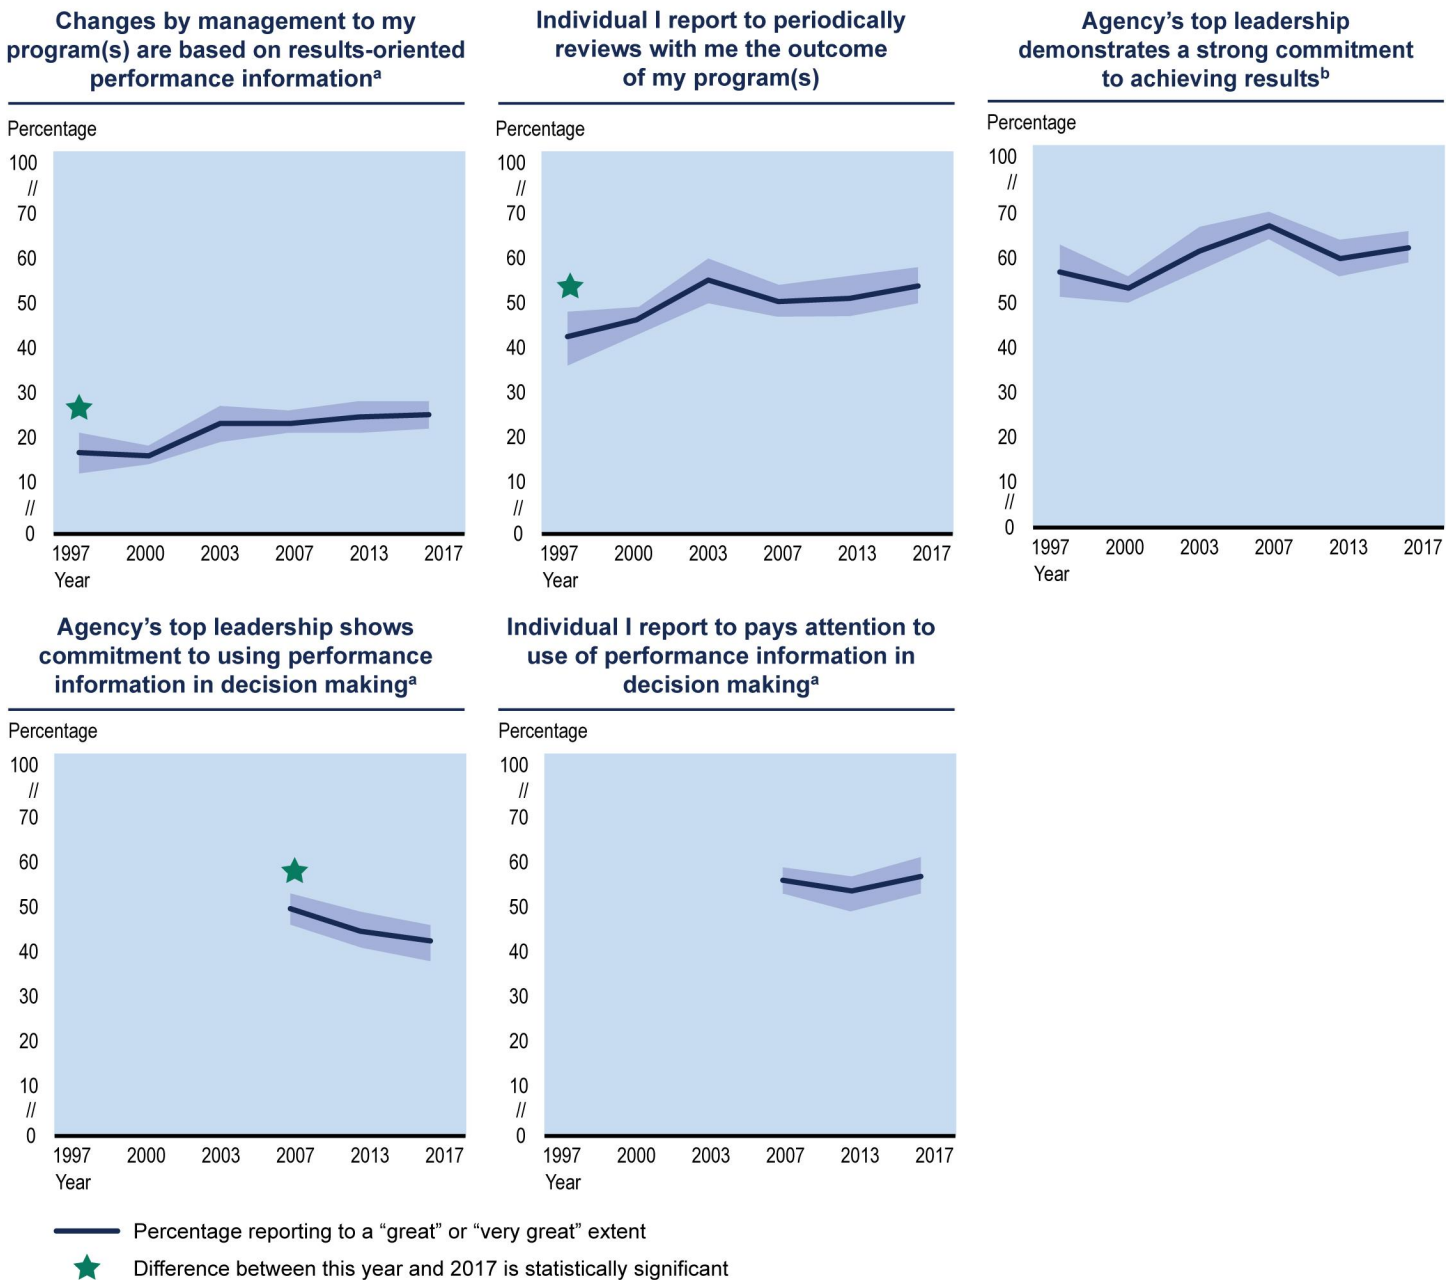 Changes by management to my
program(s) are based on results-oriented
performance informationᵃ
Percentage
100
//
70
60
50
40
30
20
10
//
0
1997 2000 2003 2007 2013 2017
Year
Individual I report to periodically
reviews with me the outcome
of my program(s)
Percentage
100
//
70
60
50
40
30
20
10
//
0
1997 2000 2003 2007 2013 2017
Year
Agency’s top leadership
demonstrates a strong commitment
to achieving resultsᵇ
Percentage
100
//
70
60
50
40
30
20
10
//
0
1997 2000 2003 2007 2013 2017
Year
Agency’s top leadership shows
commitment to using performance
information in decision makingᵃ
Percentage
100
//
70
60
50
40
30
20
10
//
0
1997 2000 2003 2007 2013 2017
Year
Individual I report to pays attention to
use of performance information in
decision makingᵃ
Percentage
100
//
70
60
50
40
30
20
10
//
0
1997 2000 2003 2007 2013 2017
Year
Percentage reporting to a “great” or “very great” extent
Difference between this year and 2017 is statistically significant